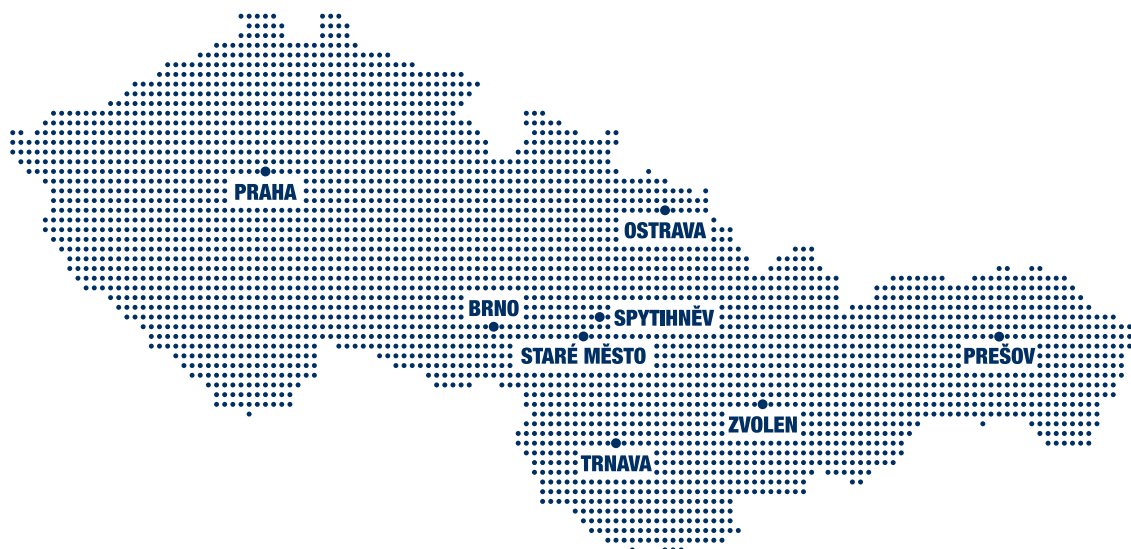 PRAHA
OSTRAVA
BRNO
SPYTIHNĚV
STARÉ MĚSTO
PREŠOV
ZVOLEN
TRNAVA